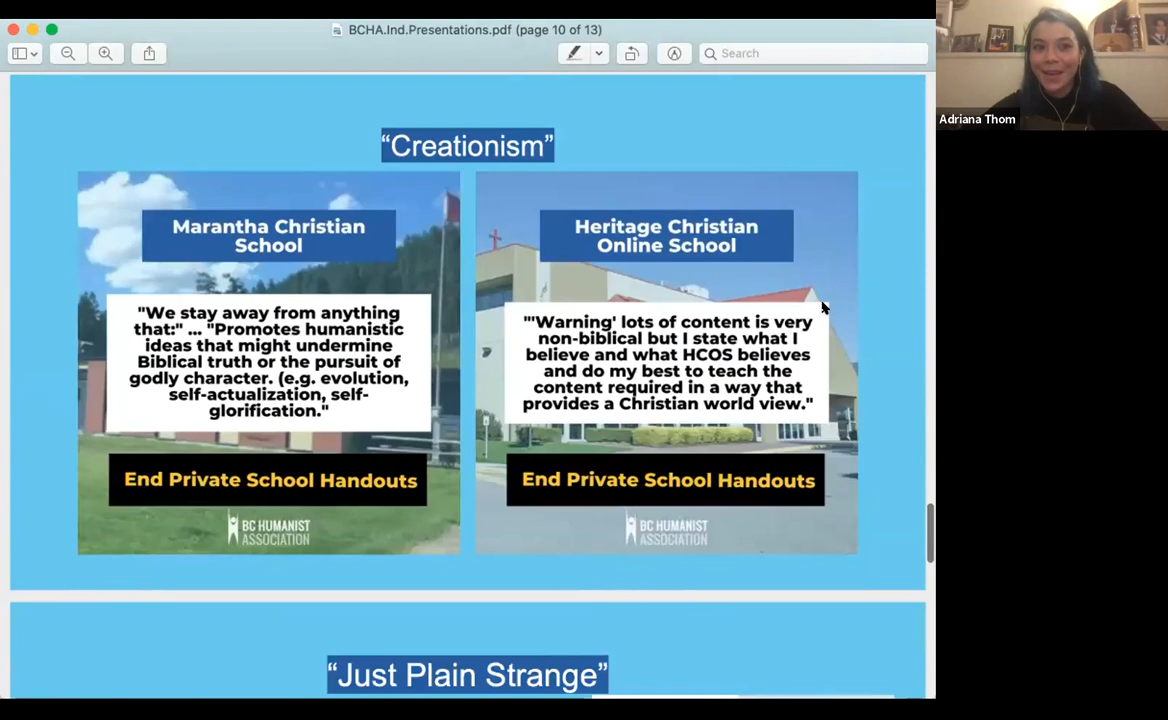 BCHA.Ind.Presentations.pdf (page 10 of 13)
Search
Adriana Thom
“Creationism”
Marantha Christian
School
"We stay away from anything
that:" ... "Promotes humanistic
ideas that might undermine
Biblical truth or the pursuit of
godly character. (e.g. evolution,
self-actualization, self-
glorification."
End Private School Handouts
BC HUMANIST
ASSOCIATION
Heritage Christian
Online School
"'Warning' lots of content is very
non-biblical but I state what I
believe and what HCOS believes
and do my best to teach the
content required in a way that
provides a Christian world view."
End Private School Handouts
BC HUMANIST
ASSOCIATION
“Just Plain Strange”